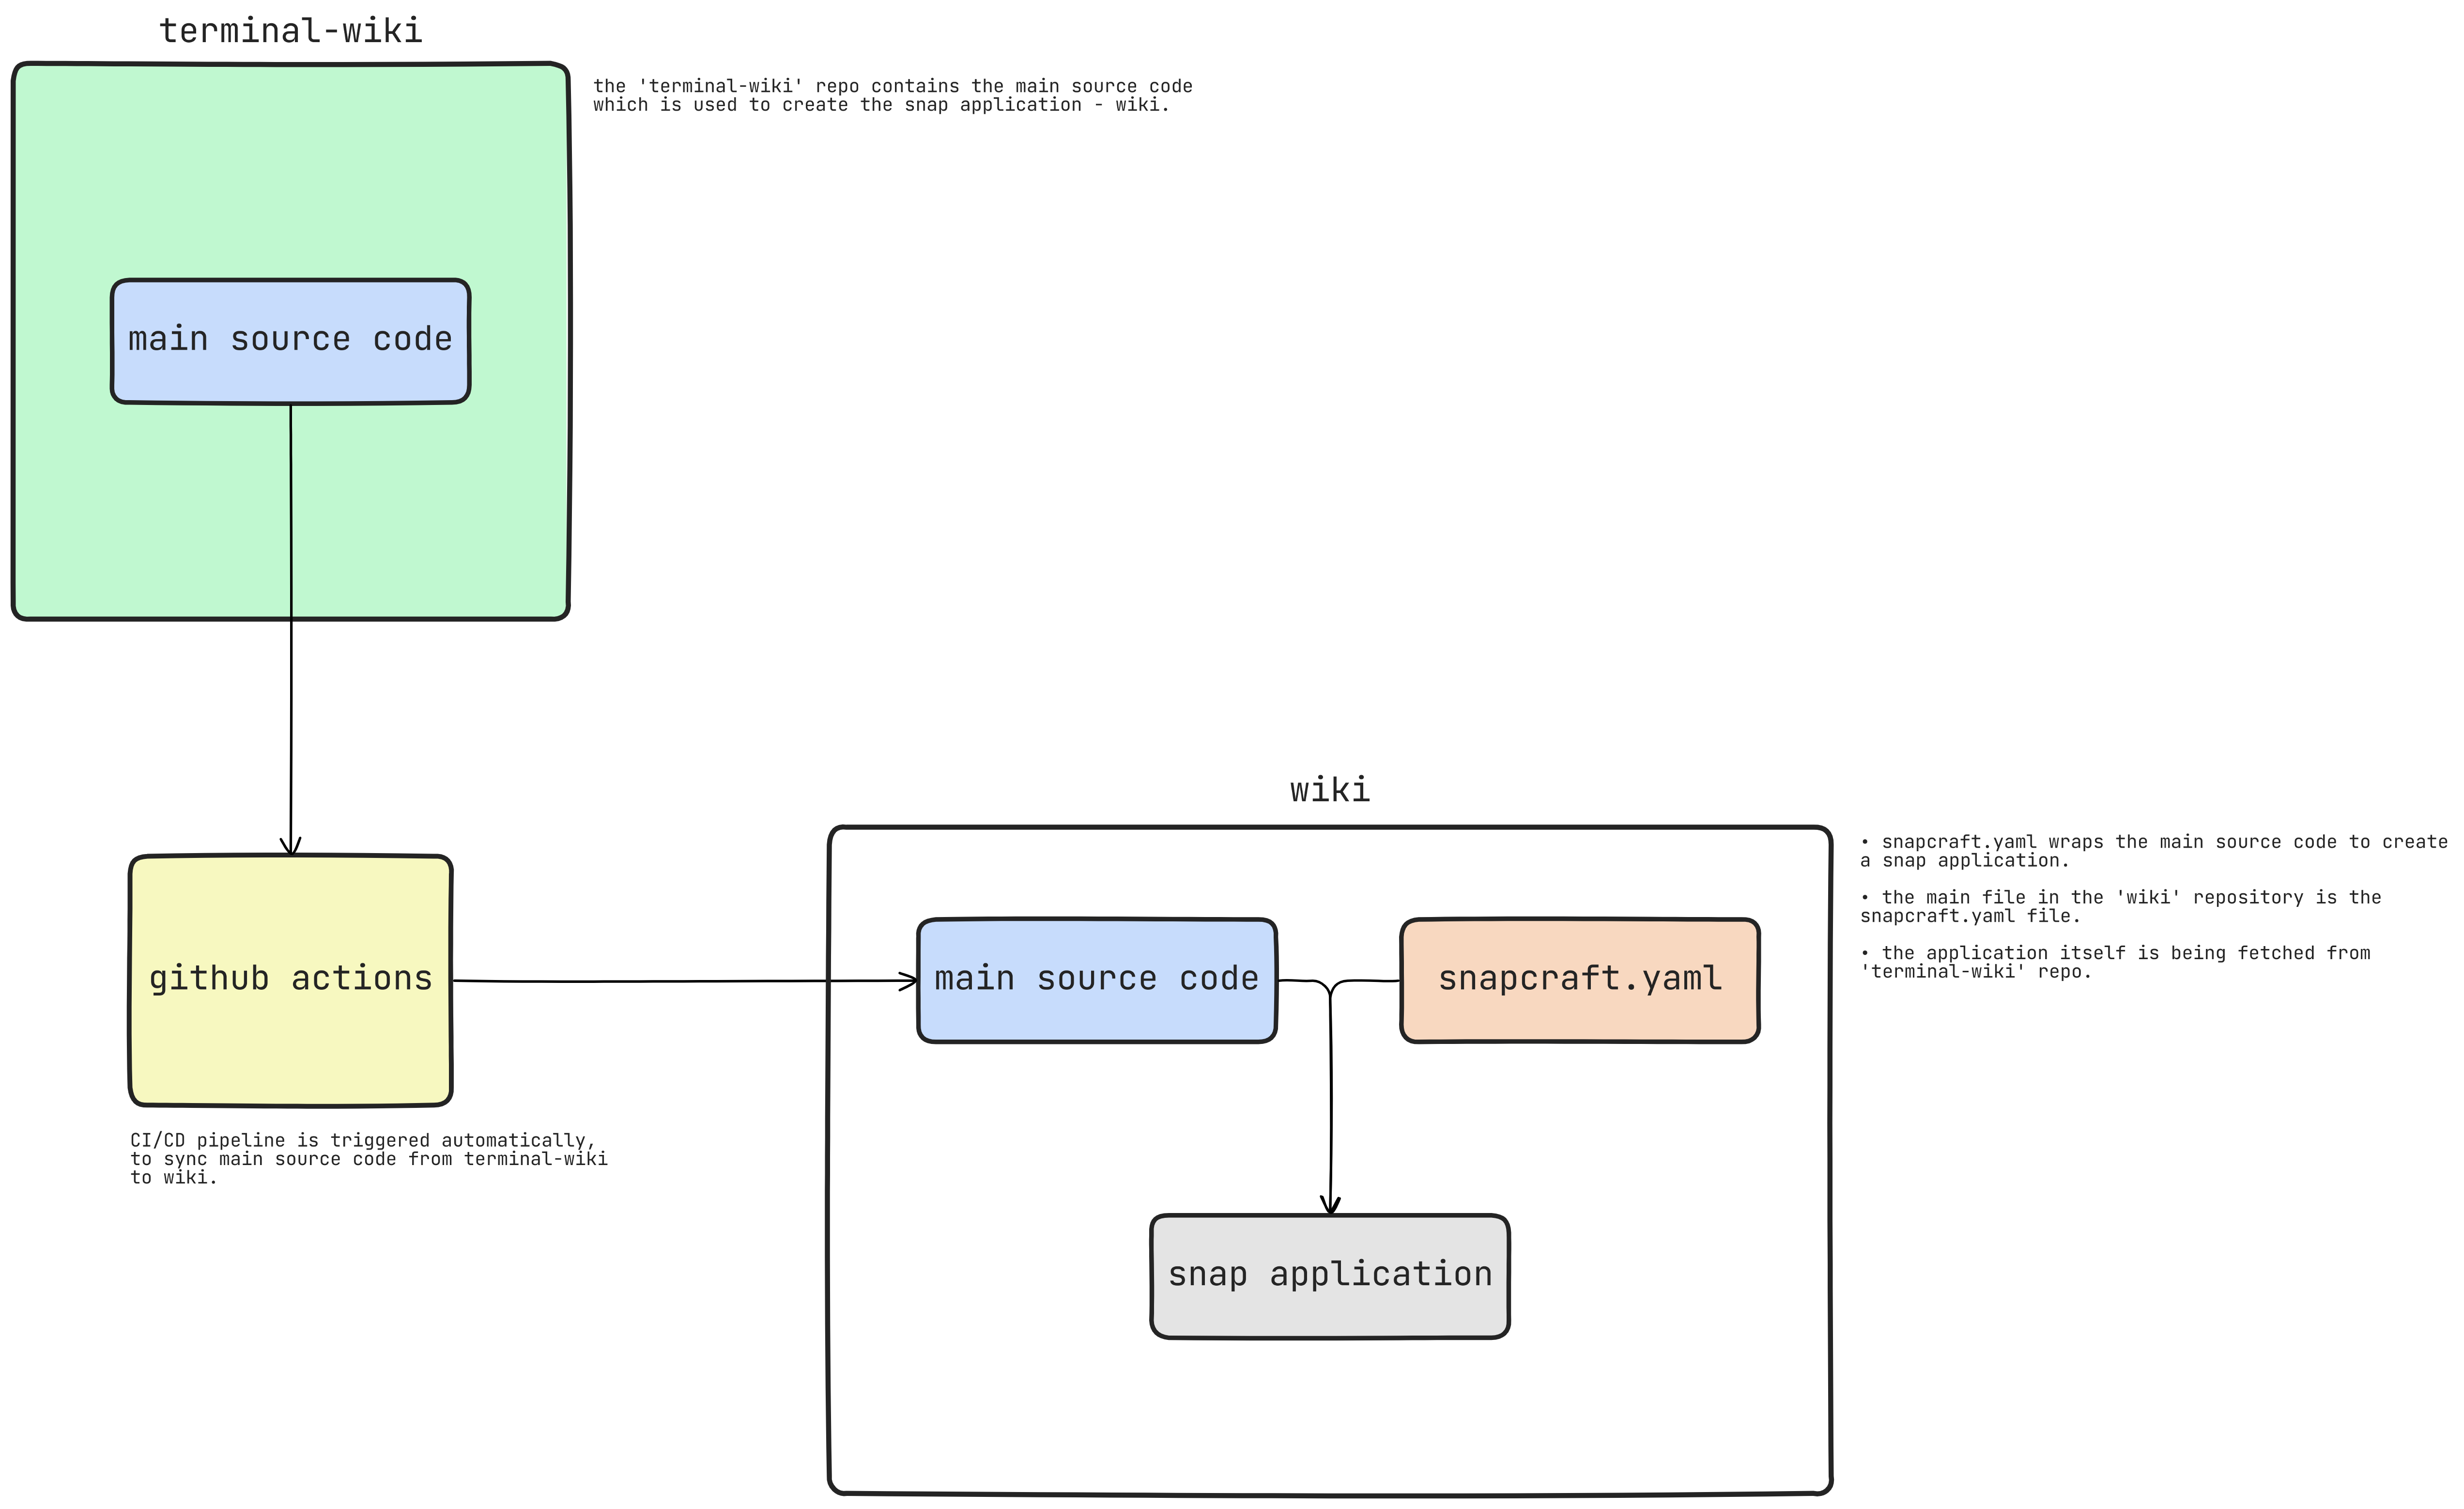 terminal-wiki
the 'terminal-wiki' repo contains the main source code
which is used to create the snap application - wiki.
main source code
github actions
CI/CD pipeline is triggered automatically,
to sync main source code from terminal-wiki
to wiki.
wiki
main source code
snapcraft.yaml
snap application
• snapcraft.yaml wraps the main source code to create
a snap application.
• the main file in the 'wiki' repository is the
snapcraft.yaml file.
• the application itself is being fetched from
'terminal-wiki' repo.